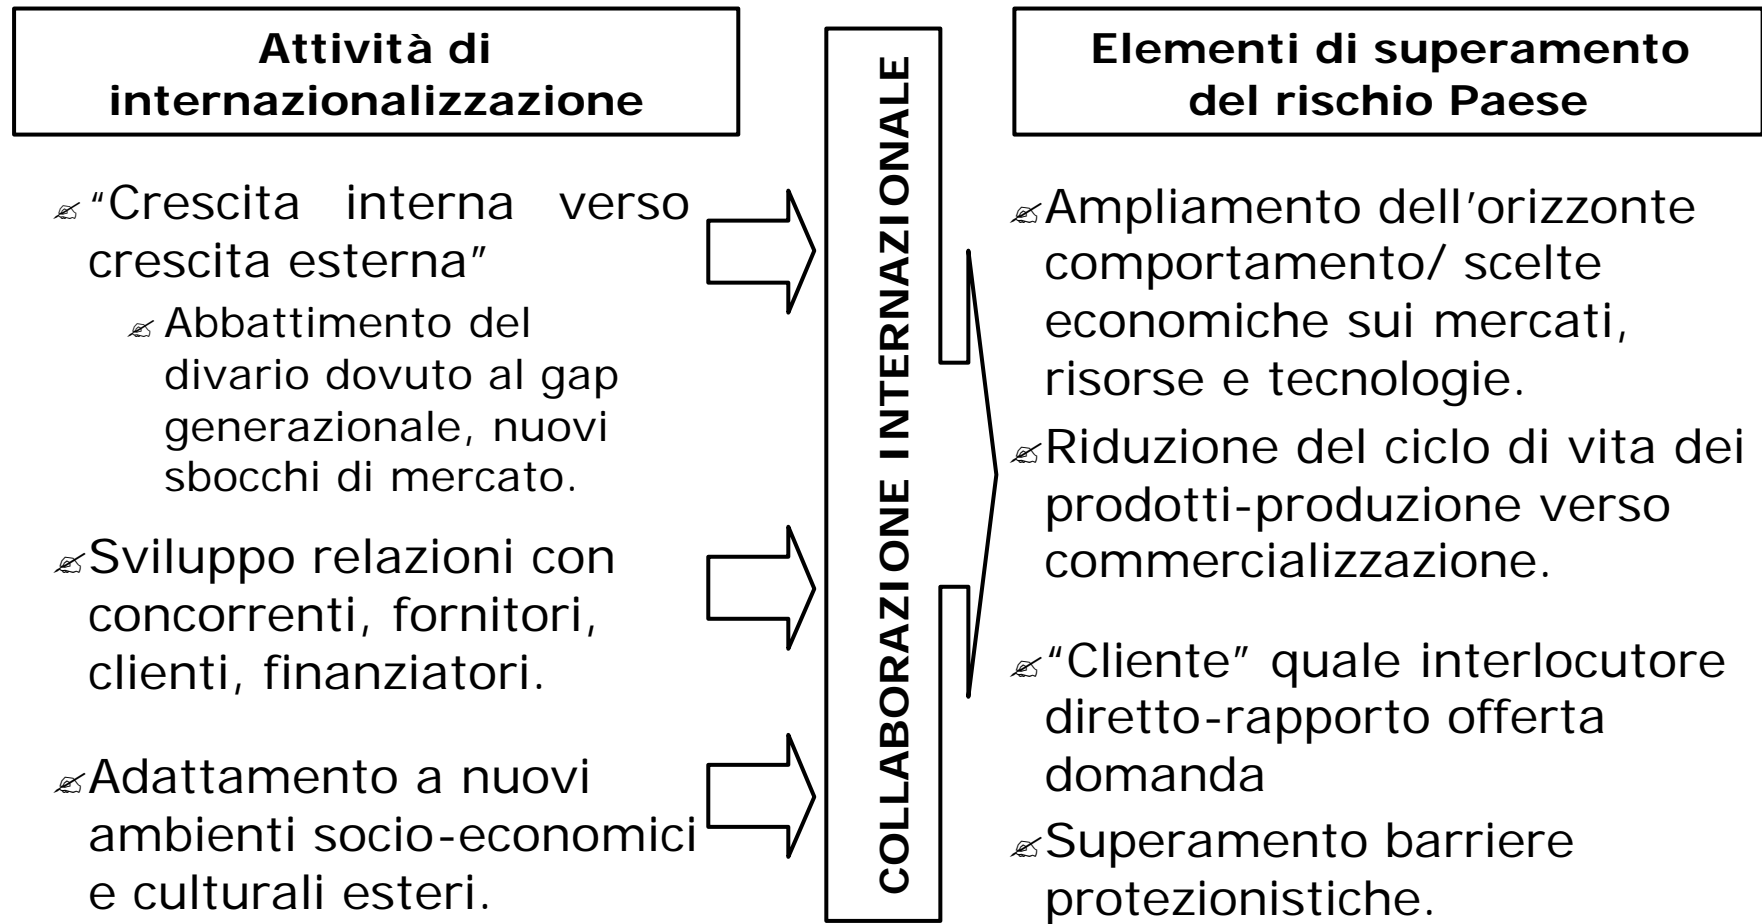 Attività di
internazionalizzazione
"Crescita interna verso
crescita esterna"
Abbattimento del
divario dovuto al gap
generazionale, nuovi
sbocchi di mercato.
Sviluppo relazioni con
concorrenti, fornitori,
clienti, finanziatori.
Adattamento a nuovi
ambienti socio-economici
e culturali esteri.
COLLABORAZIONE INTERNAZIONALE
Elementi di superamento
del rischio Paese
Ampliamento dell'orizzonte
comportamento/ scelte
economiche sui mercati,
risorse e tecnologie.
Riduzione del ciclo di vita dei
prodotti-produzione verso
commercializzazione.
"Cliente" quale interlocutore
diretto-rapporto offerta
domanda
Superamento barriere
protezionistiche.